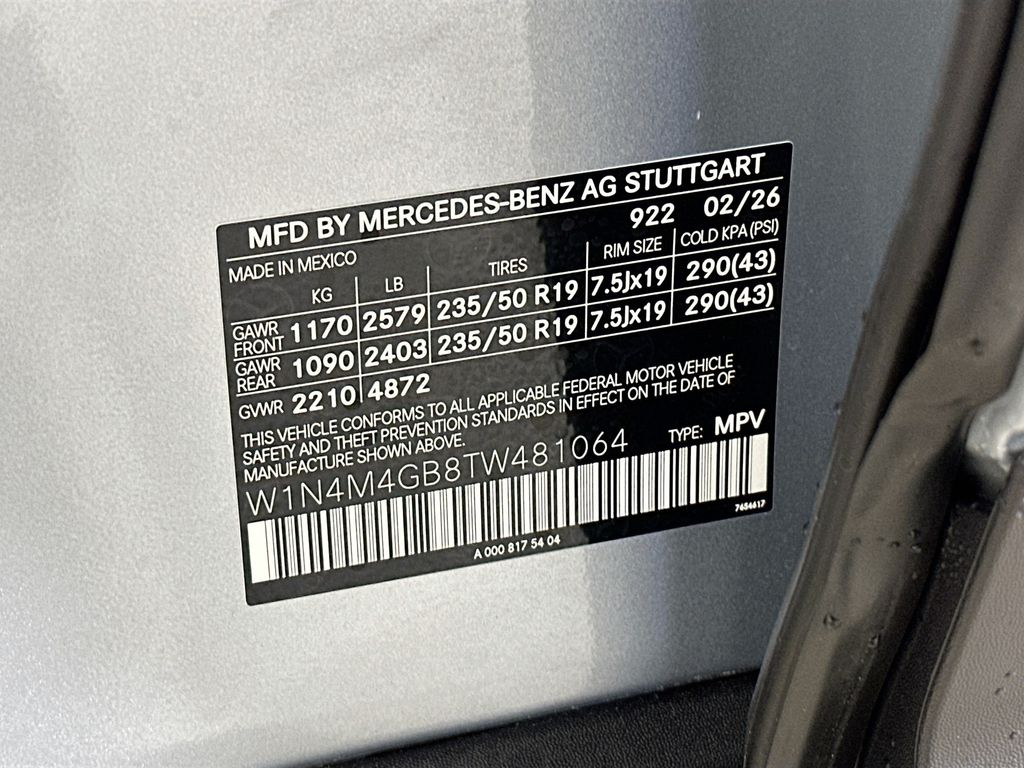 MFD BY MERCEDES-BENZ AG STUTTGART
MADE IN MEXICO 922 02/26
KG LB TIRES RIM SIZE COLD KPA (PSI)
GAWR FRONT 1170 2579 235/50 R19 7.5Jx19 290(43)
GAWR REAR 1090 2403 235/50 R19 7.5Jx19 290(43)
GVWR 2210 4872
THIS VEHICLE CONFORMS TO ALL APPLICABLE FEDERAL MOTOR VEHICLE
SAFETY AND THEFT PREVENTION STANDARDS IN EFFECT ON THE DATE OF
MANUFACTURE SHOWN ABOVE.
W1N4M4GB8TW481064 TYPE: MPV
7654617
A 000 817 54 04